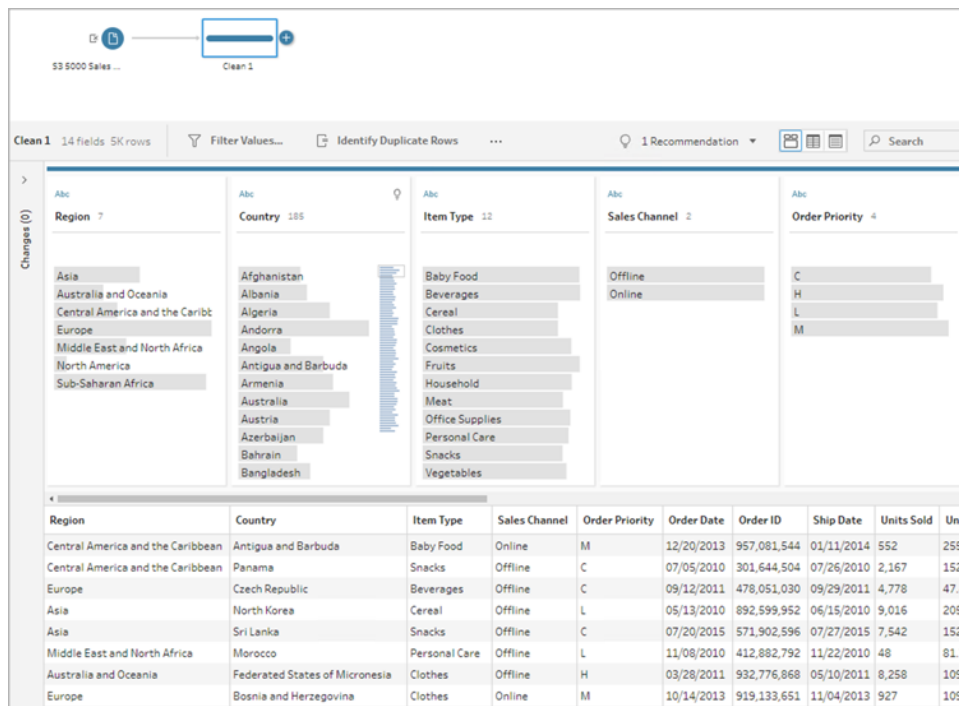 S3 5000 Sales ...
Clean 1
Clean 1 14 fields 5K rows Filter Values... Identify Duplicate Rows ... 1 Recommendation Search
Changes (0)
Abc Abc Abc Abc Abc
Region 7 Country 185 Item Type 12 Sales Channel 2 Order Priority 4
Asia Afghanistan Baby Food Offline C
Australia and Oceania Albania Beverages Online H
Central America and the Caribb Algeria Cereal L
Europe Andorra Clothes M
Middle East and North Africa Angola Cosmetics
North America Antigua and Barbuda Fruits
Sub-Saharan Africa Armenia Household
Australia Meat
Austria Office Supplies
Azerbaijan Personal Care
Bahrain Snacks
Bangladesh Vegetables
Region Country Item Type Sales Channel Order Priority Order Date Order ID Ship Date Units Sold Un
Central America and the Caribbean Antigua and Barbuda Baby Food Online M 12/20/2013 957,081,544 01/11/2014 552 255
Central America and the Caribbean Panama Snacks Offline C 07/05/2010 301,644,504 07/26/2010 2,167 152
Europe Czech Republic Beverages Offline C 09/12/2011 478,051,030 09/29/2011 4,778 47.
Asia North Korea Cereal Offline L 05/13/2010 892,599,952 06/15/2010 9,016 205
Asia Sri Lanka Snacks Offline C 07/20/2015 571,902,596 07/27/2015 7,542 152
Middle East and North Africa Morocco Personal Care Offline L 11/08/2010 412,882,792 11/22/2010 48 81.
Australia and Oceania Federated States of Micronesia Clothes Offline H 03/28/2011 932,776,868 05/10/2011 8,258 109
Europe Bosnia and Herzegovina Clothes Online M 10/14/2013 919,133,651 11/04/2013 927 109